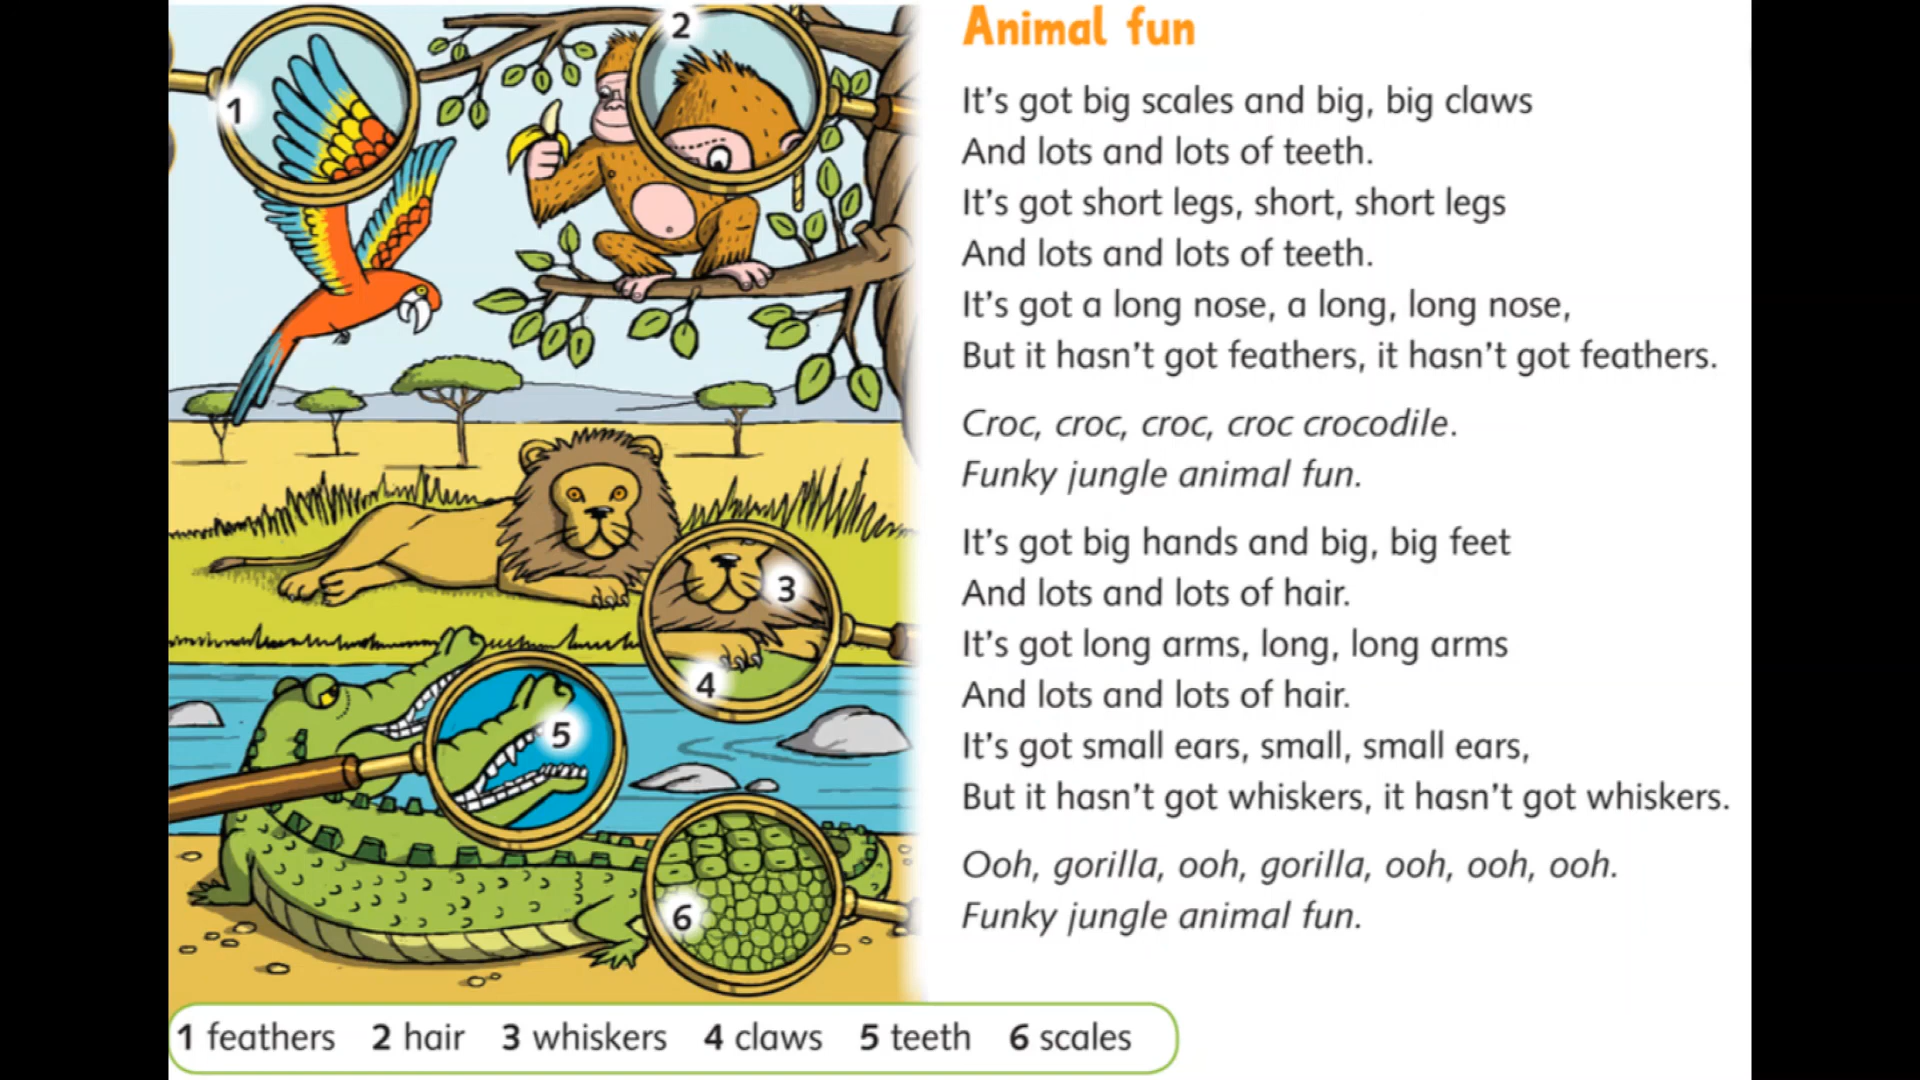 1
2
3
4
5
6
Animal fun
It's got big scales and big, big claws
And lots and lots of teeth.
It's got short legs, short, short legs
And lots and lots of teeth.
It's got a long nose, a long, long nose,
But it hasn't got feathers, it hasn't got feathers.
Croc, croc, croc, croc crocodile.
Funky jungle animal fun.
It's got big hands and big, big feet
And lots and lots of hair.
It's got long arms, long, long arms
And lots and lots of hair.
It's got small ears, small, small ears,
But it hasn't got whiskers, it hasn't got whiskers.
Ooh, gorilla, ooh, gorilla, ooh, ooh, ooh.
Funky jungle animal fun.
1 feathers 2 hair 3 whiskers 4 claws 5 teeth 6 scales